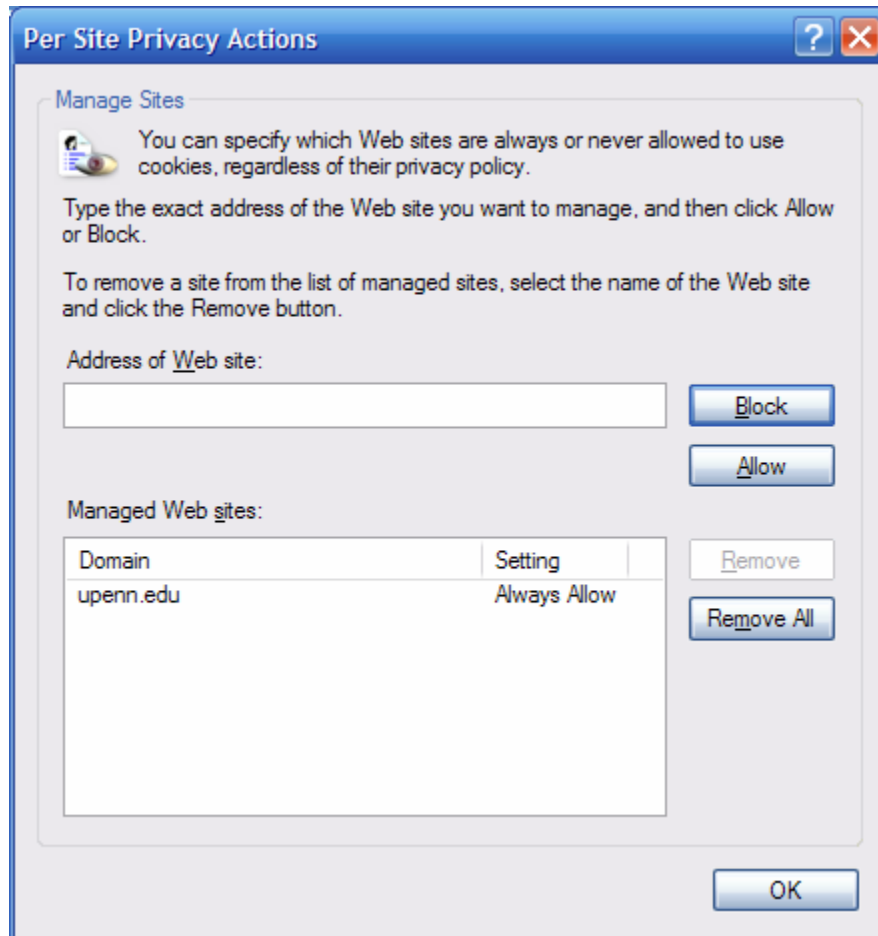 Per Site Privacy Actions
Manage Sites
You can specify which Web sites are always or never allowed to use
cookies, regardless of their privacy policy.
Type the exact address of the Web site you want to manage, and then click Allow
or Block.
To remove a site from the list of managed sites, select the name of the Web site
and click the Remove button.
Address of Web site:
Block
Allow
Managed Web sites:
Domain Setting
Remove
upenn.edu Always Allow
Remove All
OK